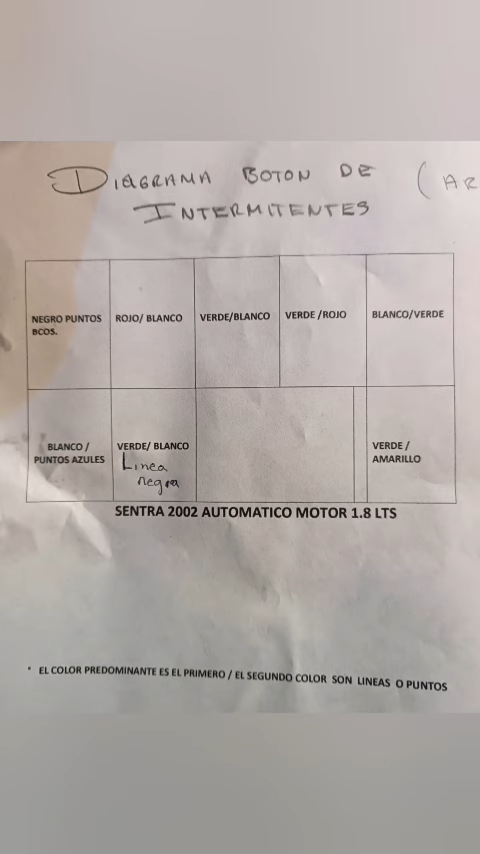 DIAGRAMA BOTON DE (AR
INTERMITENTES
NEGRO PUNTOS
BCOS.
ROJO/ BLANCO
VERDE/BLANCO
VERDE /ROJO
BLANCO/VERDE
BLANCO /
PUNTOS AZULES
VERDE/ BLANCO
Linea
negra
VERDE /
AMARILLO
SENTRA 2002 AUTOMATICO MOTOR 1.8 LTS
* EL COLOR PREDOMINANTE ES EL PRIMERO / EL SEGUNDO COLOR SON LINEAS O PUNTOS